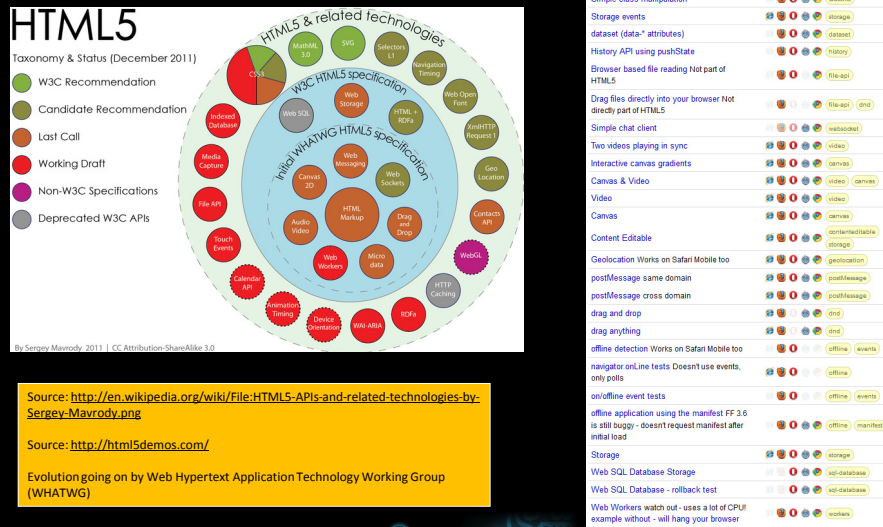 HTML5
Taxonomy & Status (December 2011)
W3C Recommendation
Candidate Recommendation
Last Call
Working Draft
Non-W3C Specifications
Deprecated W3C APIs
HTML5 & related technologies
MathML 3.0
SVG
Selectors L1
Navigation Timing
CSS3
W3C HTML5 specification
Web Open Font
Web Storage
Indexed Database
Web SQL
HTML + RDFa
XmlHTTP Request 1
Initial WHATWG HTML5 specification
Media Capture
Web Messaging
Geo Location
Canvas 2D
Web Sockets
File API
HTML Markup
Contacts API
Audio Video
Drag and Drop
Touch Events
Web Workers
Micro data
WebGL
Calendar API
HTTP Caching
Animation Timing
Device Orientation
WAI-ARIA
RDFa
By Sergey Mavrody 2011 | CC Attribution-ShareAlike 3.0
Source: http://en.wikipedia.org/wiki/File:HTML5-APIs-and-related-technologies-by-
Sergey-Mavrody.png
Source: http://html5demos.com/
Evolution going on by Web Hypertext Application Technology Working Group
(WHATWG)
Storage events storage
dataset (data-* attributes) dataset
History API using pushState history
Browser based file reading Not part of
HTML5 file-api
Drag files directly into your browser Not
directly part of HTML5 file-api dnd
Simple chat client websocket
Two videos playing in sync video
Interactive canvas gradients canvas
Canvas & Video video canvas
Video video
Canvas canvas
Content Editable contenteditable storage
Geolocation Works on Safari Mobile too geolocation
postMessage same domain postMessage
postMessage cross domain postMessage
drag and drop dnd
drag anything dnd
offline detection Works on Safari Mobile too offline events
navigator.onLine tests Doesn't use events,
only polls offline
on/offline event tests offline events
offline application using the manifest FF 3.6
is still buggy - doesn't request manifest after
initial load offline manifest
Storage storage
Web SQL Database Storage sql-database
Web SQL Database - rollback test sql-database
Web Workers watch out - uses a lot of CPU!
example without - will hang your browser workers